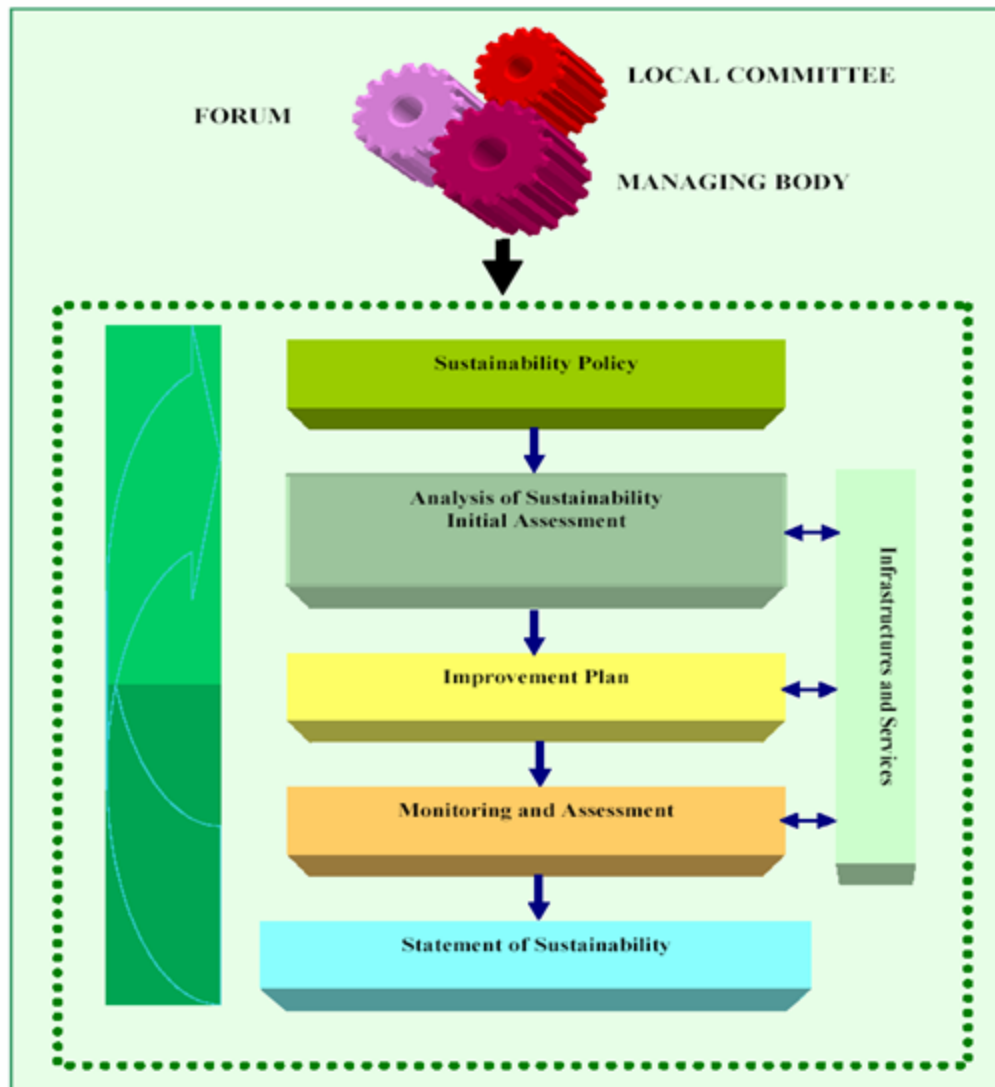 LOCAL COMMITTEE
FORUM
MANAGING BODY
Sustainability Policy
Analysis of Sustainability
Initial Assessment
Infrastructures and Services
Improvement Plan
Monitoring and Assessment
Statement of Sustainability